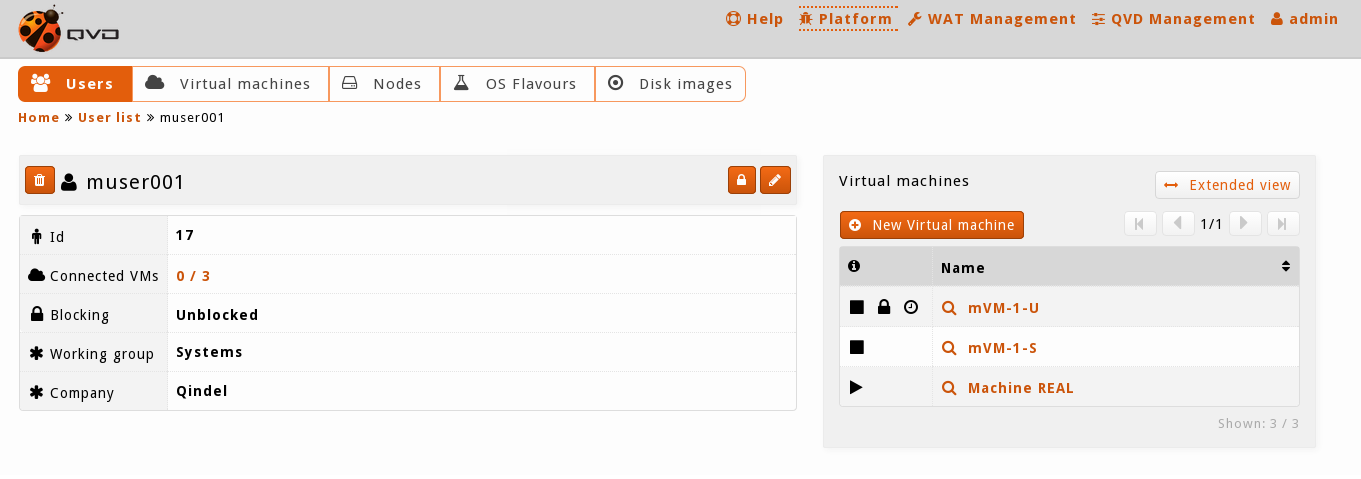 QVD
Help Platform WAT Management QVD Management admin
Users Virtual machines Nodes OS Flavours Disk images
Home » User list » muser001
muser001
Id 17
Connected VMs 0 / 3
Blocking Unblocked
Working group Systems
Company Qindel
Virtual machines
Extended view
New Virtual machine 1/1
Name
mVM-1-U
mVM-1-S
Machine REAL
Shown: 3 / 3